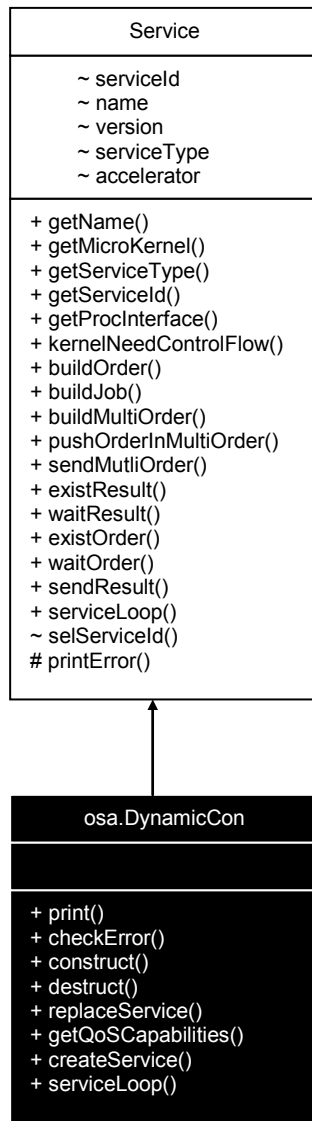 Service
~ serviceId
~ name
~ version
~ serviceType
~ accelerator
+ getName()
+ getMicroKernel()
+ getServiceType()
+ getServiceId()
+ getProcInterface()
+ kernelNeedControlFlow()
+ buildOrder()
+ buildJob()
+ buildMultiOrder()
+ pushOrderInMultiOrder()
+ sendMutliOrder()
+ existResult()
+ waitResult()
+ existOrder()
+ waitOrder()
+ sendResult()
+ serviceLoop()
~ selServiceId()
# printError()
osa.DynamicCon
+ print()
+ checkError()
+ construct()
+ destruct()
+ replaceService()
+ getQoSCapabilities()
+ createService()
+ serviceLoop()